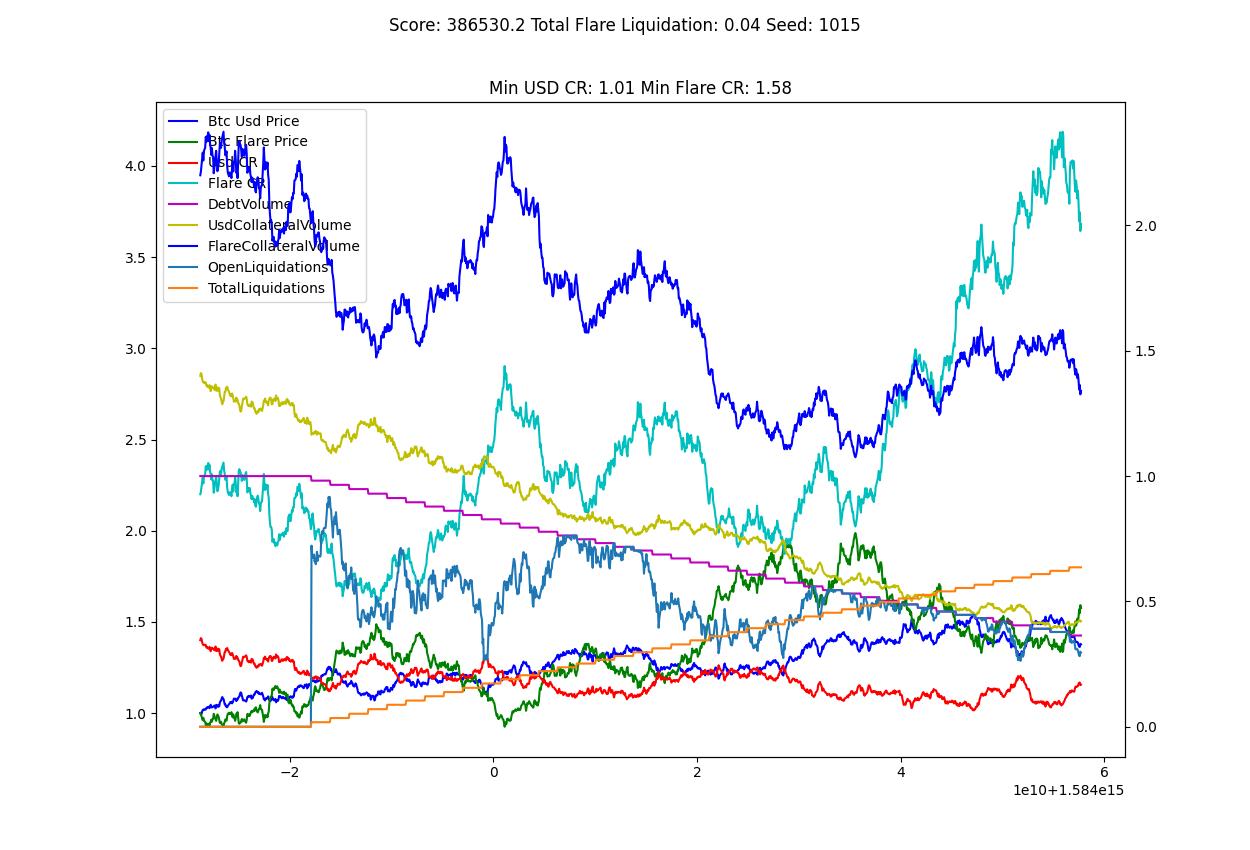 Score: 386530.2 Total Flare Liquidation: 0.04 Seed: 1015
Min USD CR: 1.01 Min Flare CR: 1.58
Btc Usd Price
Btc Flare Price
Usd CR
Flare CR
DebtVolume
UsdCollateralVolume
FlareCollateralVolume
OpenLiquidations
TotalLiquidations
4.0
3.5
3.0
2.5
2.0
1.5
1.0
2.0
1.5
1.0
0.5
0.0
−2
0
2
4
6
1e10+1.584e15